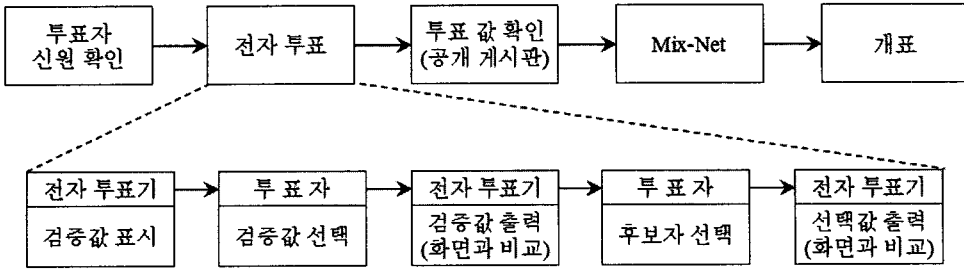 투표자
신원 확인
전자 투표
투표 값 확인
(공개 게시판)
Mix-Net
개표
전자 투표기
검증값 표시
투 표 자
검증값 선택
전자 투표기
검증값 출력
(화면과 비교)
투 표 자
후보자 선택
전자 투표기
선택값 출력
(화면과 비교)